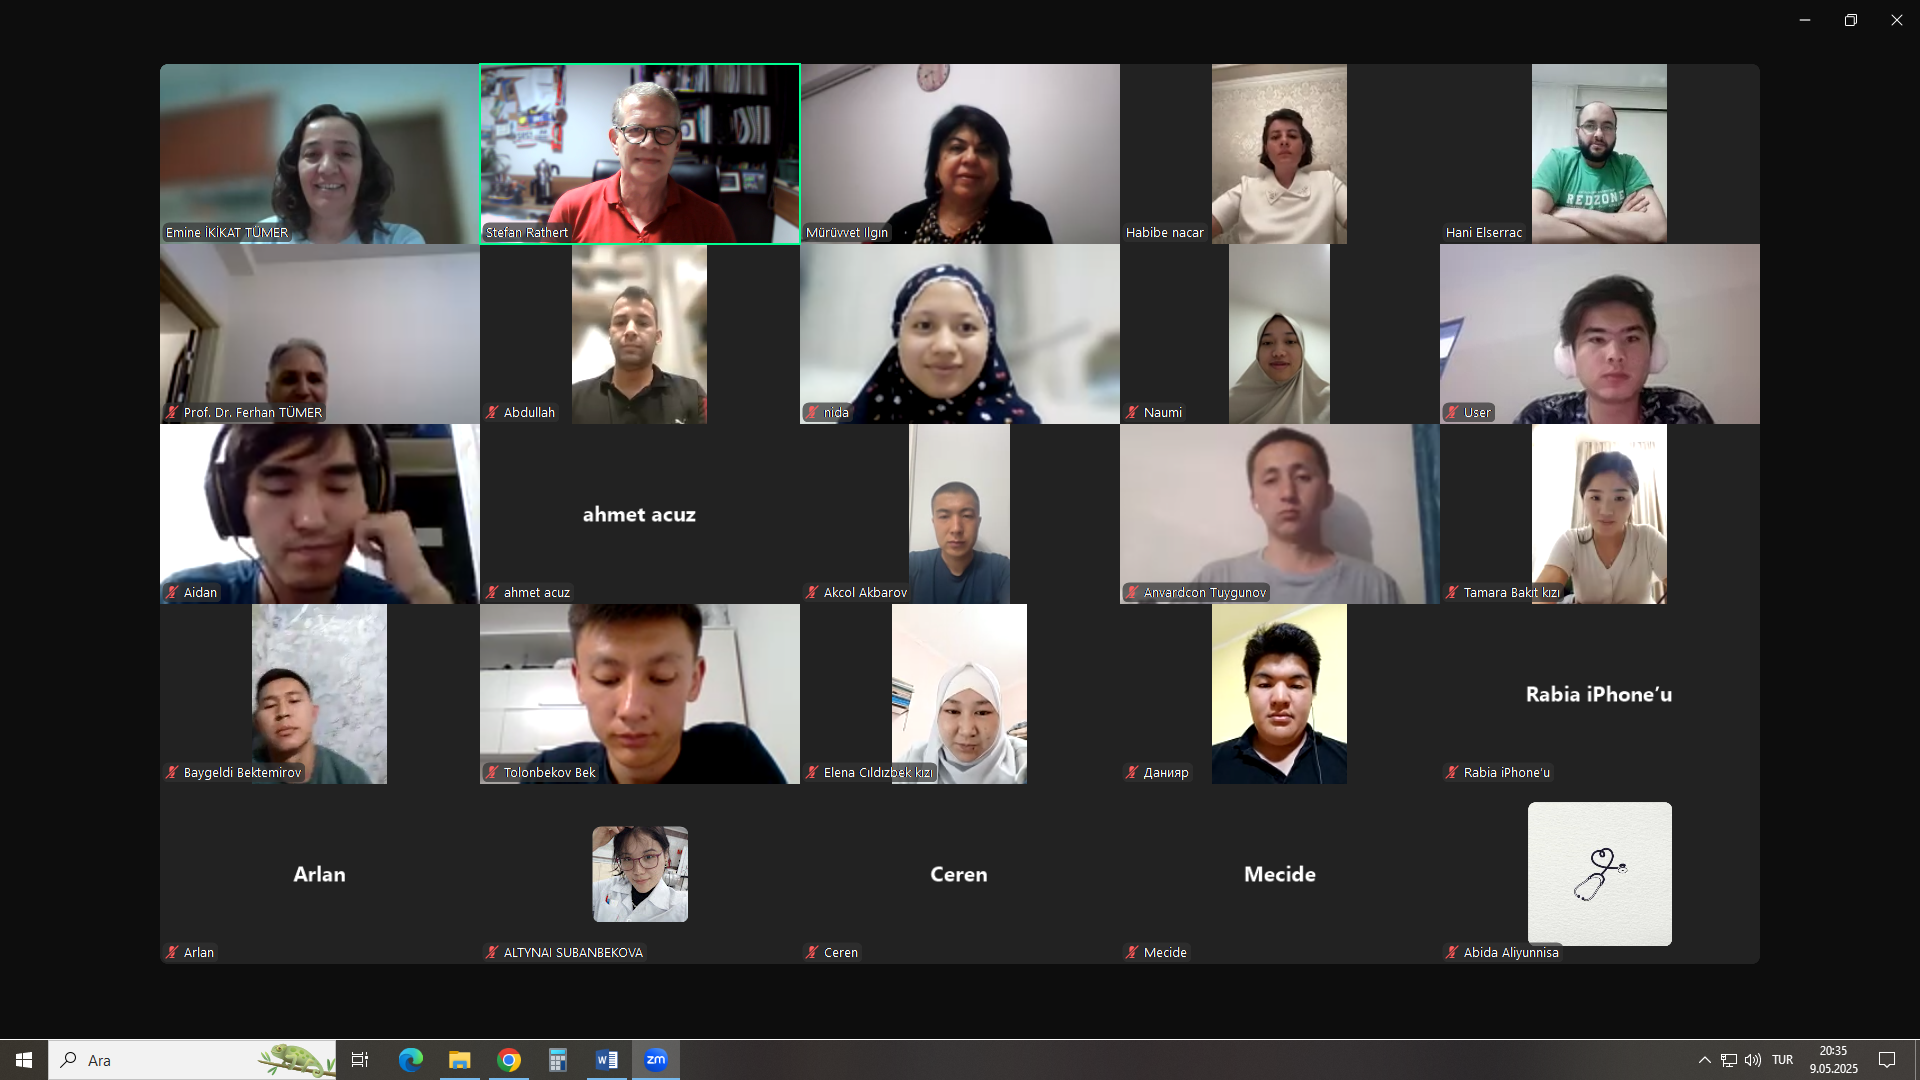 Emine İKİKAT TÜMER
Stefan Rathert
Mürüvvet Ilgın
Habibe nacar
REDZONE
Hani Elserrac
Prof. Dr. Ferhan TÜMER
Abdullah
nida
Naumi
User
Aidan
ahmet acuz
ahmet acuz
Akcol Akbarov
Anvardcon Tuygunov
Tamara Bakıt kızı
Baygeldi Bektemirov
Tolonbekov Bek
Elena Cıldızbek kızı
Данияр
Rabia iPhone’u
Rabia iPhone’u
Arlan
Arlan
ALTYNAI SUBANBEKOVA
Ceren
Ceren
Mecide
Mecide
Abida Aliyunnisa
Ara
zm
TUR
20:35
9.05.2025